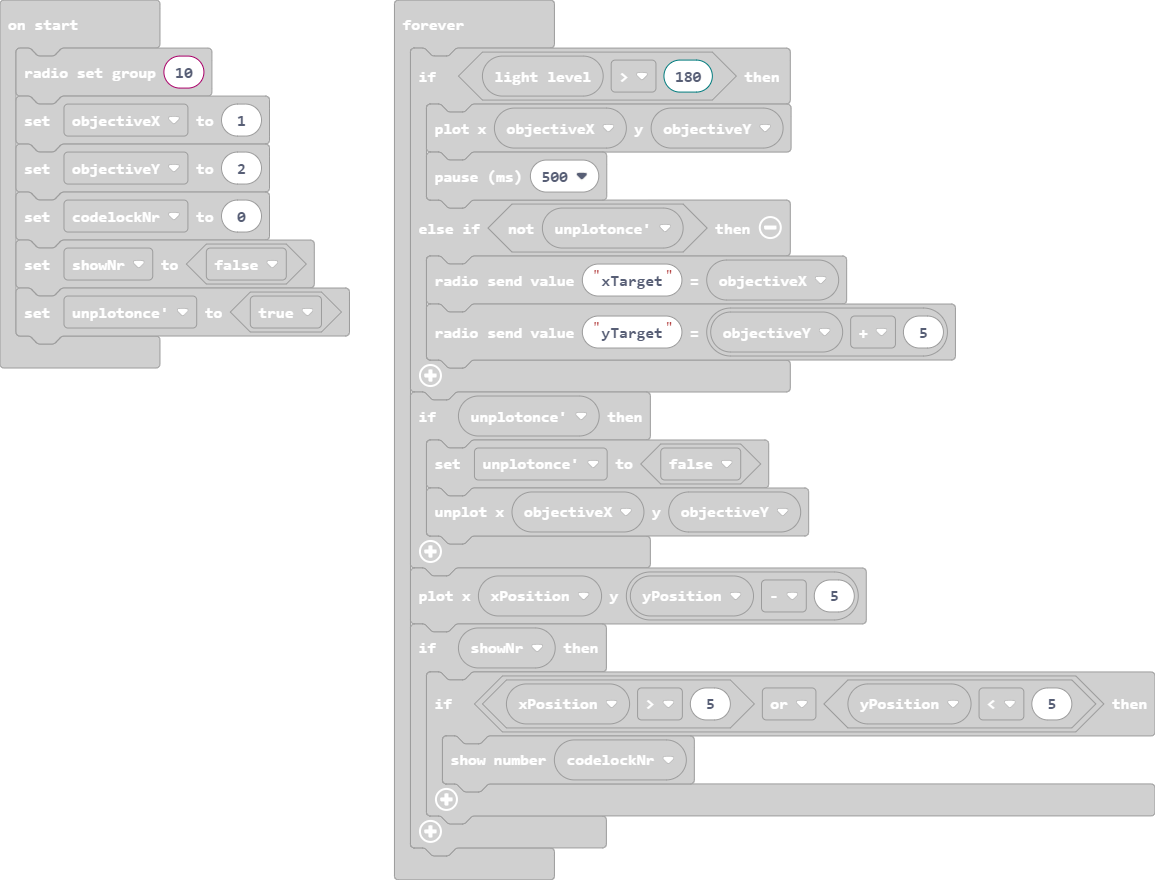 on start
radio set group 10
set objectiveX to 1
set objectiveY to 2
set codelockNr to 0
set showNr to false
set unplotonce' to true
forever
if light level > 180 then
plot x objectiveX y objectiveY
pause (ms) 500
else if not unplotonce' then
radio send value "xTarget" = objectiveX
radio send value "yTarget" = objectiveY + 5
if unplotonce' then
set unplotonce' to false
unplot x objectiveX y objectiveY
plot x xPosition y yPosition - 5
if showNr then
if xPosition > 5 or yPosition < 5 then
show number codelockNr